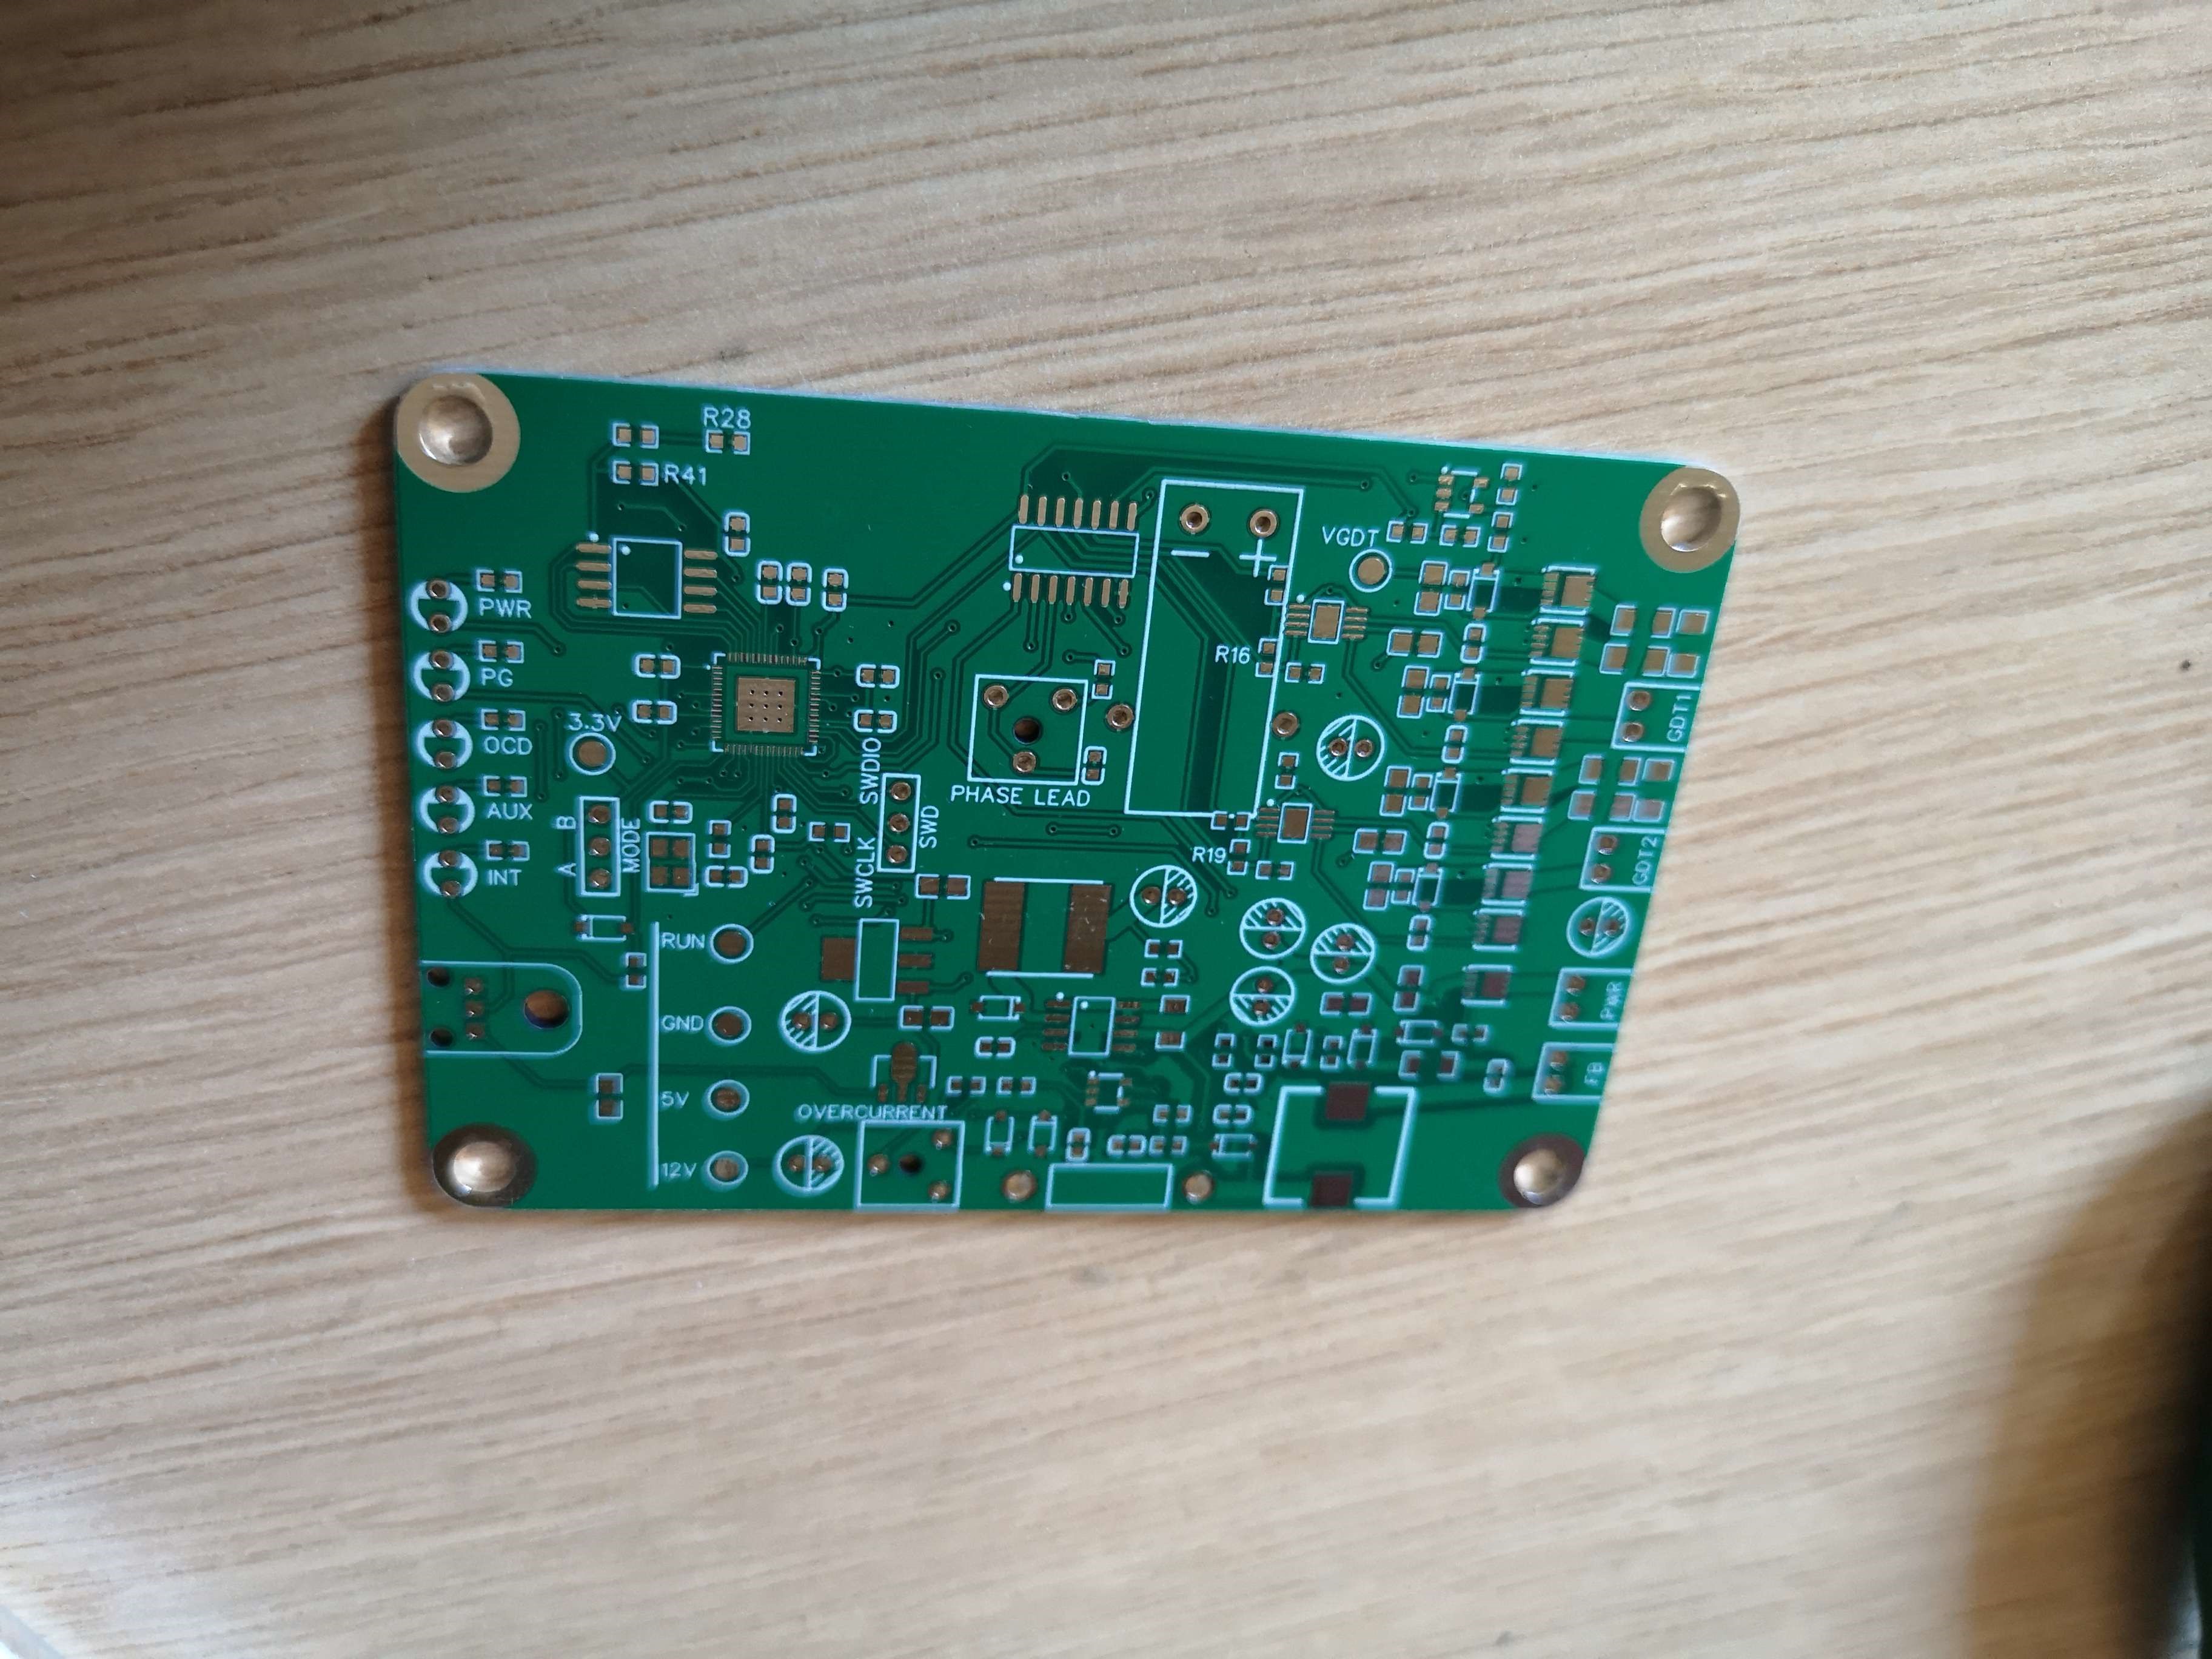 R28
R41
PWR
PG
3.3V
OCD
AUX
INT
A B
MODE
SWDIO
SWD
SWCLK
PHASE LEAD
− +
VGDT
R16
R19
GDT1
GDT2
PWR
FB
RUN
GND
5V
12V
OVERCURRENT